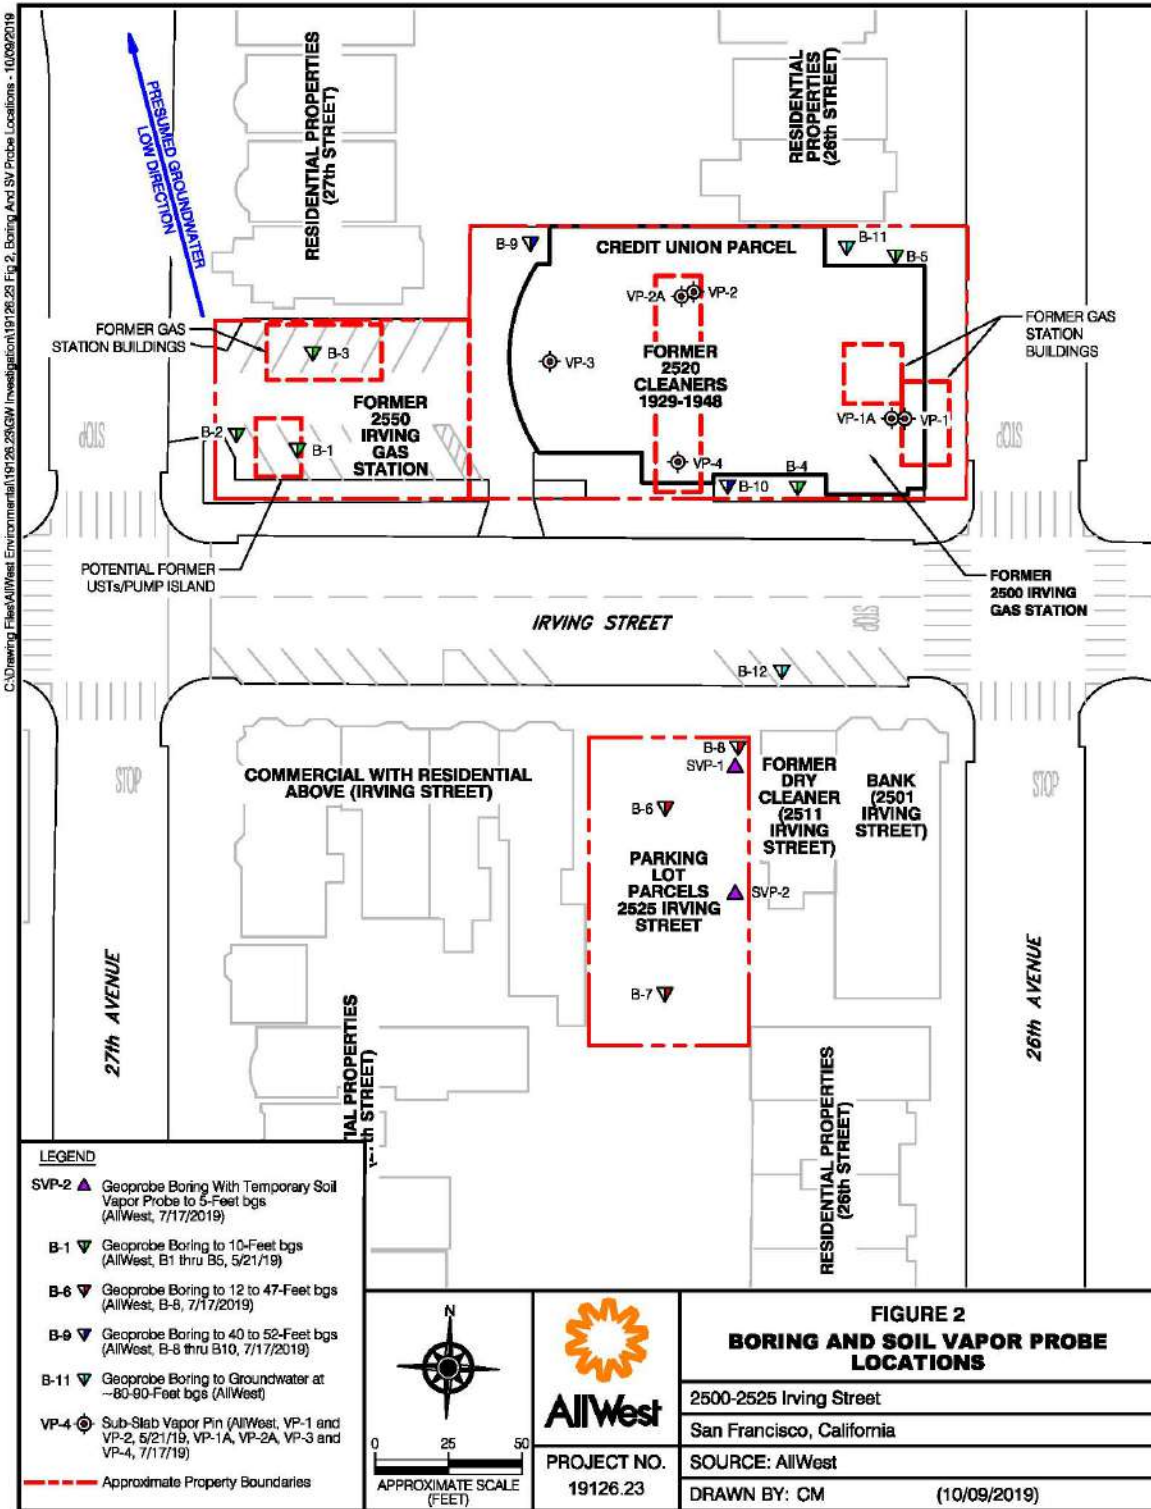 C:\Drawing Files\AllWest Environmental\19126.23\GW Investigation\19126.23 Fig 2, Boring And SV Probe Locations - 10/09/2019
PRESUMED GROUNDWATER
LOW DIRECTION
RESIDENTIAL PROPERTIES
(27th STREET)
RESIDENTIAL
PROPERTIES
(26th STREET)
B-9
CREDIT UNION PARCEL
B-11
B-5
VP-2A
VP-2
FORMER GAS
STATION BUILDINGS
B-3
VP-3
FORMER
2520
CLEANERS
1929-1948
FORMER GAS
STATION
BUILDINGS
FORMER
2550
IRVING
GAS
STATION
VP-1A
VP-1
STOP
B-2
B-1
STOP
VP-4
B-4
B-10
POTENTIAL FORMER
USTs/PUMP ISLAND
FORMER
2500 IRVING
GAS STATION
IRVING STREET
STOP
B-12
B-8
SVP-1
COMMERCIAL WITH RESIDENTIAL
ABOVE (IRVING STREET)
FORMER
DRY
CLEANER
(2511
IRVING
STREET)
BANK
(2501
IRVING
STREET)
STOP
STOP
B-6
PARKING
LOT
PARCELS
2525 IRVING
STREET
SVP-2
B-7
27th AVENUE
26th AVENUE
TIAL PROPERTIES
27th STREET)
RESIDENTIAL PROPERTIES
(26th STREET)
LEGEND
SVP-2 Geoprobe Boring With Temporary Soil
Vapor Probe to 5-Feet bgs
(AllWest, 7/17/2019)
B-1 Geoprobe Boring to 10-Feet bgs
(AllWest, B1 thru B5, 5/21/19)
B-6 Geoprobe Boring to 12 to 47-Feet bgs
(AllWest, B-8, 7/17/2019)
B-9 Geoprobe Boring to 40 to 52-Feet bgs
(AllWest, B-8 thru B10, 7/17/2019)
B-11 Geoprobe Boring to Groundwater at
~80-90-Feet bgs (AllWest)
VP-4 Sub-Slab Vapor Pin (AllWest, VP-1 and
VP-2, 5/21/19, VP-1A, VP-2A, VP-3 and
VP-4, 7/17/19)
Approximate Property Boundaries
N
0 25 50
APPROXIMATE SCALE
(FEET)
AllWest
PROJECT NO.
19126.23
FIGURE 2
BORING AND SOIL VAPOR PROBE
LOCATIONS
2500-2525 Irving Street
San Francisco, California
SOURCE: AllWest
DRAWN BY: CM (10/09/2019)